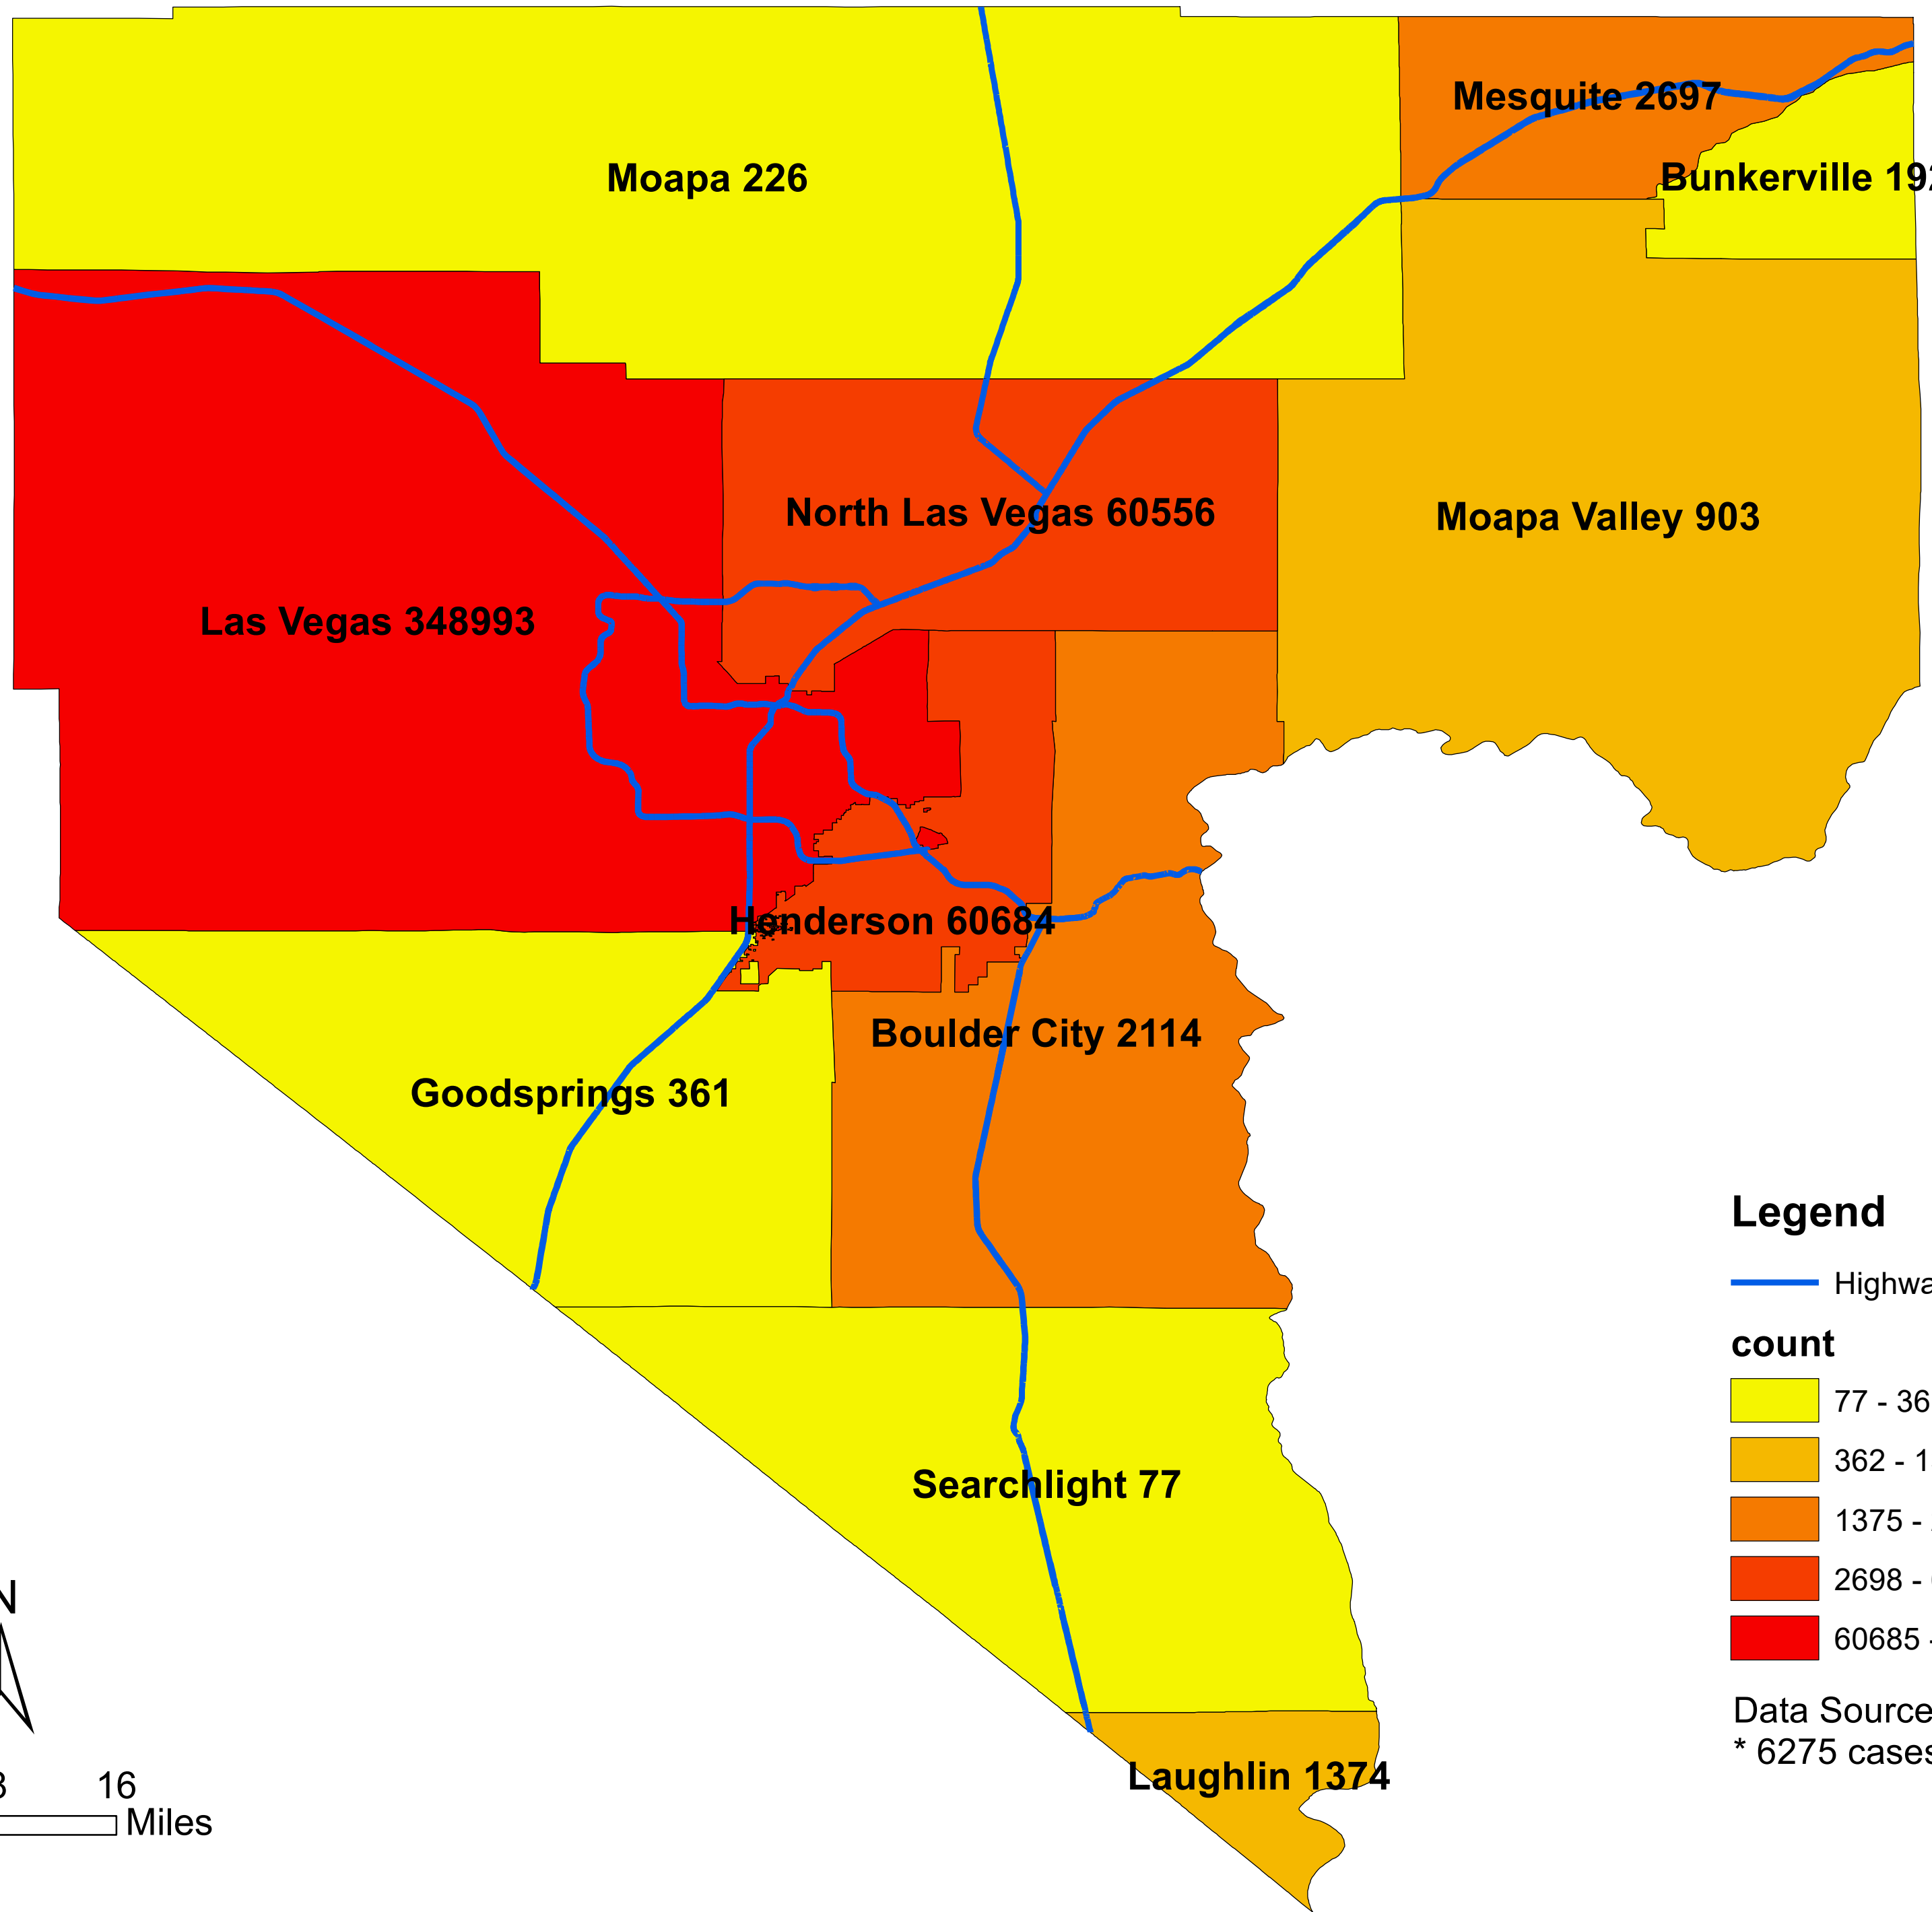 Mesquite 2697
Moapa 226
Bunkerville
North Las Vegas 60556
Moapa Valley 903
Las Vegas 348993
Henderson 60684
Boulder City 2114
Goodsprings 361
Searchlight 77
Laughlin 1374
Legend
count
77 -
362 -
1375 -
2698 -
60685 -
Data Source
* 6275 cases
N
16
Miles